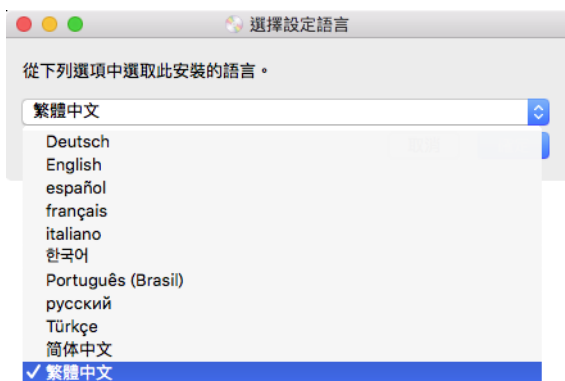 選擇設定語言
從下列選項中選取此安裝的語言。
繁體中文
Deutsch
English
español
français
italiano
한국어
Português (Brasil)
русский
Türkçe
简体中文
✓ 繁體中文